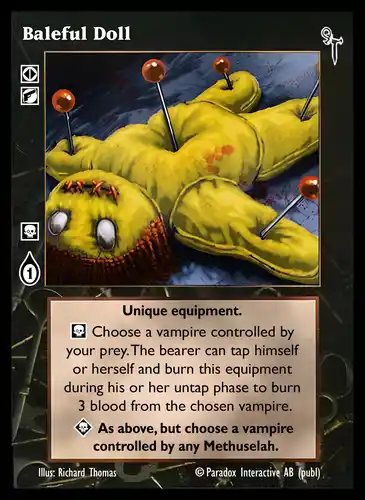 Baleful Doll
1
Unique equipment.
Choose a vampire controlled by
your prey. The bearer can tap himself
or herself and burn this equipment
during his or her untap phase to burn
3 blood from the chosen vampire.
As above, but choose a vampire
controlled by any Methuselah.
Illus: Richard Thomas © Paradox Interactive AB (publ)